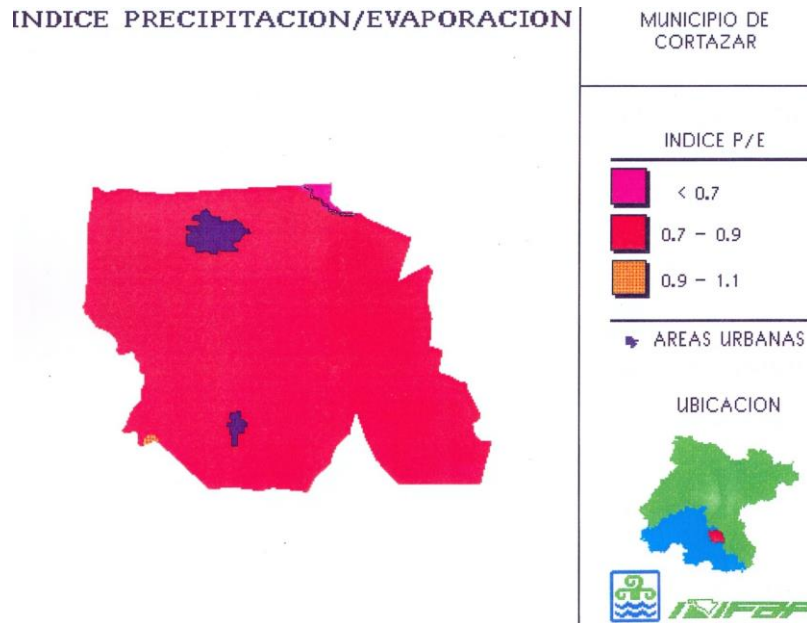 INDICE PRECIPITACION/EVAPORACION
MUNICIPIO DE
CORTAZAR
INDICE P/E
< 0.7
0.7 - 0.9
0.9 - 1.1
AREAS URBANAS
UBICACION